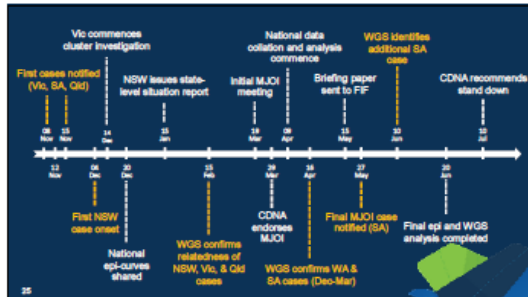 Vic commences
cluster investigation
National data
collation and analysis
commence
WGS identifies
additional SA
case
First cases notified
(Vic, SA, Qld)
NSW issues state-
level situation report
Initial MJOI
meeting
Briefing paper
sent to FIF
CDNA recommends
stand down
08
Nov
15
Nov
14
Dec
15
Jan
19
Mar
09
Apr
15
May
10
Jun
10
Jul
12
Nov
04
Dec
20
Dec
15
Feb
29
Mar
16
Apr
27
May
20
Jun
First NSW
case onset
National
epi-curves
shared
WGS confirms
relatedness of
NSW, Vic, & Qld
cases
CDNA
endorses
MJOI
WGS confirms WA &
SA cases (Dec-Mar)
Final MJOI case
notified (SA)
Final epi and WGS
analysis completed
25